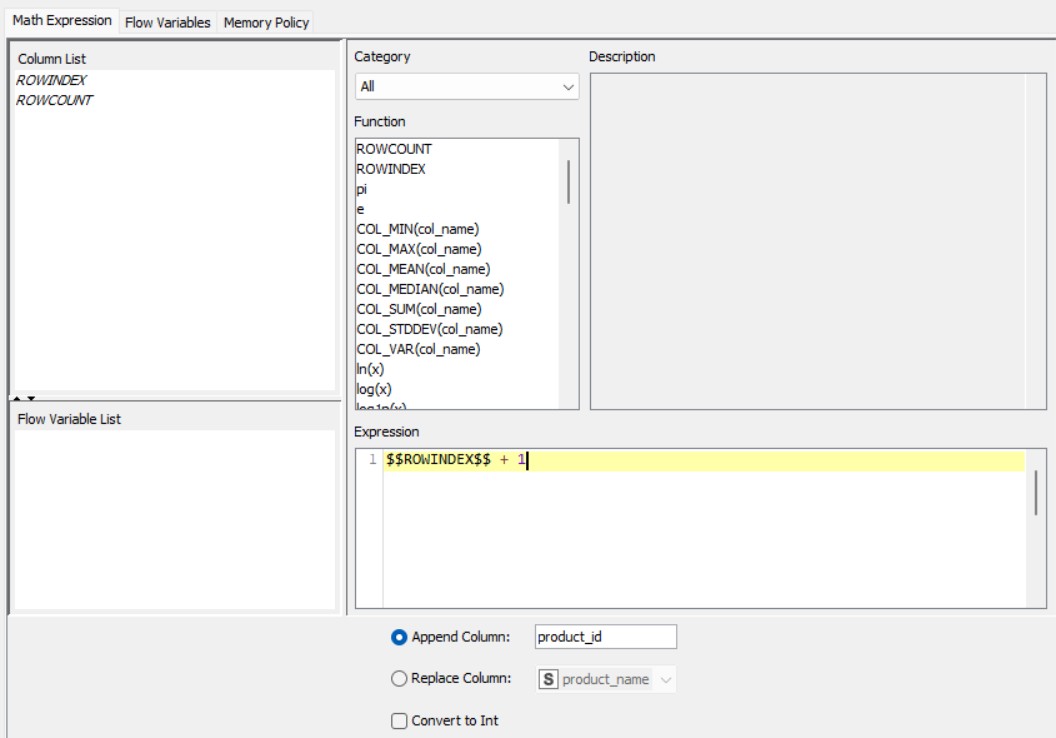 Math Expression Flow Variables Memory Policy
Column List
ROWINDEX
ROWCOUNT
Category
All
Function
ROWCOUNT
ROWINDEX
pi
e
COL_MIN(col_name)
COL_MAX(col_name)
COL_MEAN(col_name)
COL_MEDIAN(col_name)
COL_SUM(col_name)
COL_STDDEV(col_name)
COL_VAR(col_name)
ln(x)
log(x)
log1p(x)
Description
Flow Variable List
Expression
1 $$ROWINDEX$$ + 1
Append Column: product_id
Replace Column: S product_name
Convert to Int